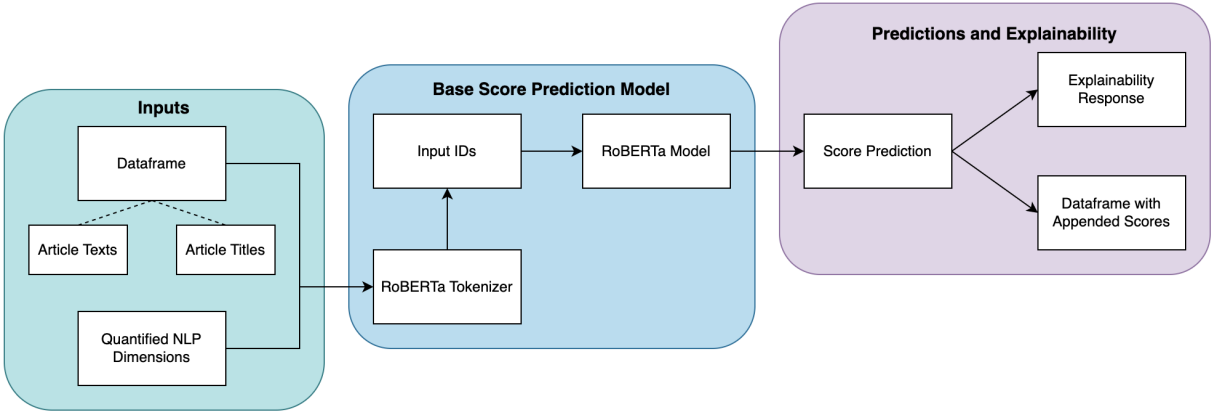 Inputs
Dataframe
Article Texts
Article Titles
Quantified NLP
Dimensions
Base Score Prediction Model
Input IDs
RoBERTa Model
RoBERTa Tokenizer
Predictions and Explainability
Score Prediction
Explainability
Response
Dataframe with
Appended Scores